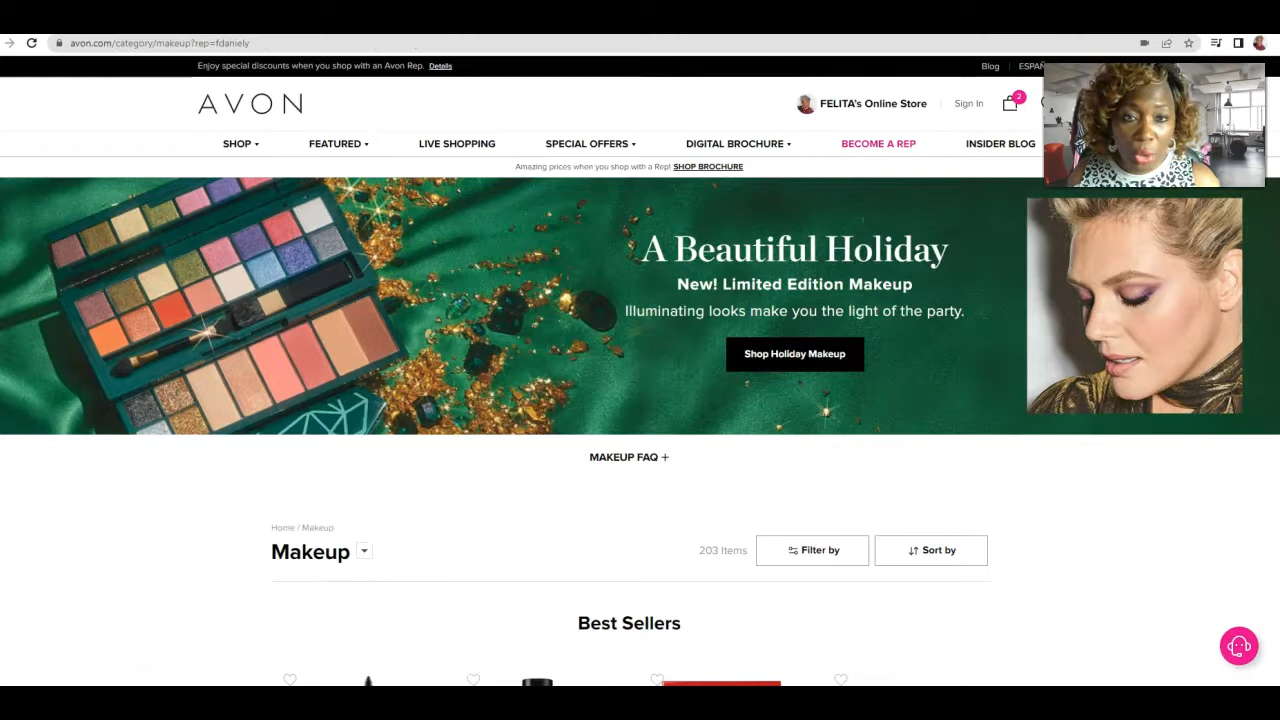 avon.com/category/makeup?rep=fdaniely
Enjoy special discounts when you shop with an Avon Rep. Details
Blog
ESPAÑ
AVON
FELITA's Online Store
Sign In
2
SHOP
FEATURED
LIVE SHOPPING
SPECIAL OFFERS
DIGITAL BROCHURE
BECOME A REP
INSIDER BLOG
Amazing prices when you shop with a Rep! SHOP BROCHURE
A Beautiful Holiday
New! Limited Edition Makeup
Illuminating looks make you the light of the party.
Shop Holiday Makeup
MAKEUP FAQ +
Home / Makeup
Makeup
203 Items
Filter by
Sort by
Best Sellers